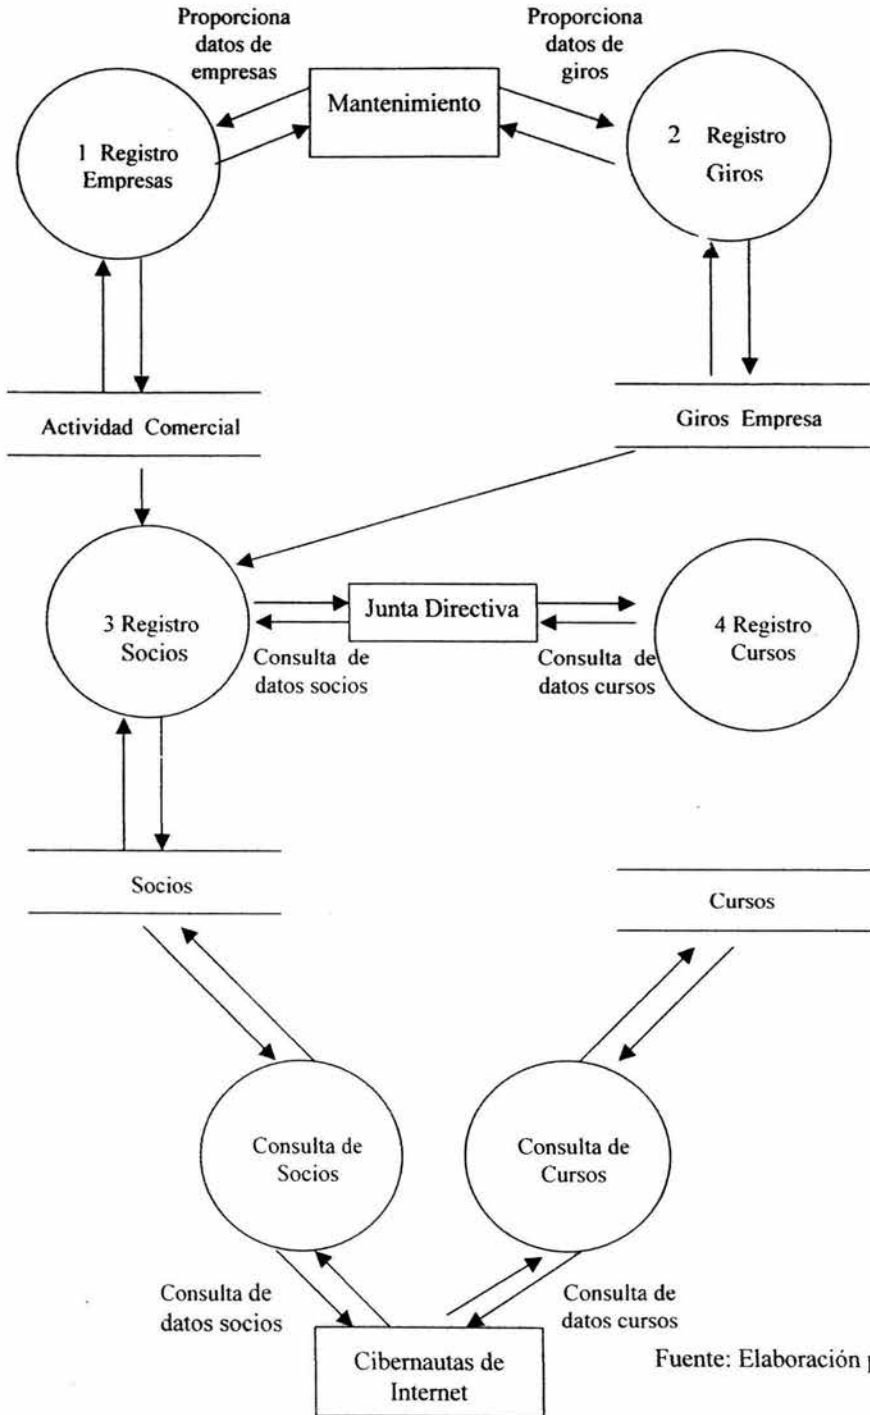 Proporciona
datos de
empresas
Proporciona
datos de
giros
Mantenimiento
1 Registro
Empresas
2 Registro
Giros
Actividad Comercial
Giros Empresa
3 Registro
Socios
Junta Directiva
4 Registro
Cursos
Consulta de
datos socios
Consulta de
datos cursos
Socios
Cursos
Consulta de
Socios
Consulta de
Cursos
Consulta de
datos socios
Consulta de
datos cursos
Cibernautas de
Internet
Fuente: Elaboración